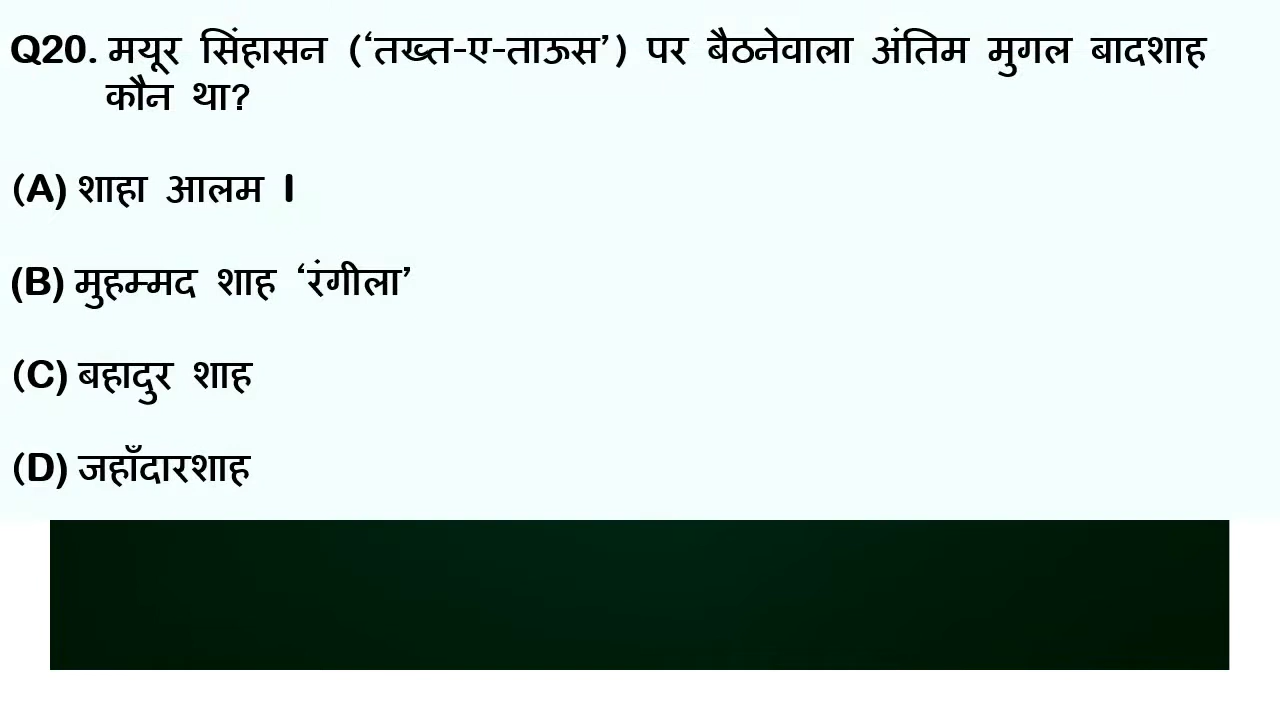 Q20. मयूर सिंहासन (‘तख्त-ए-ताऊस’) पर बैठनेवाला अंतिम मुगल बादशाह
कौन था?
(A) शाहा आलम I
(B) मुहम्मद शाह ‘रंगीला’
(C) बहादुर शाह
(D) जहाँदारशाह